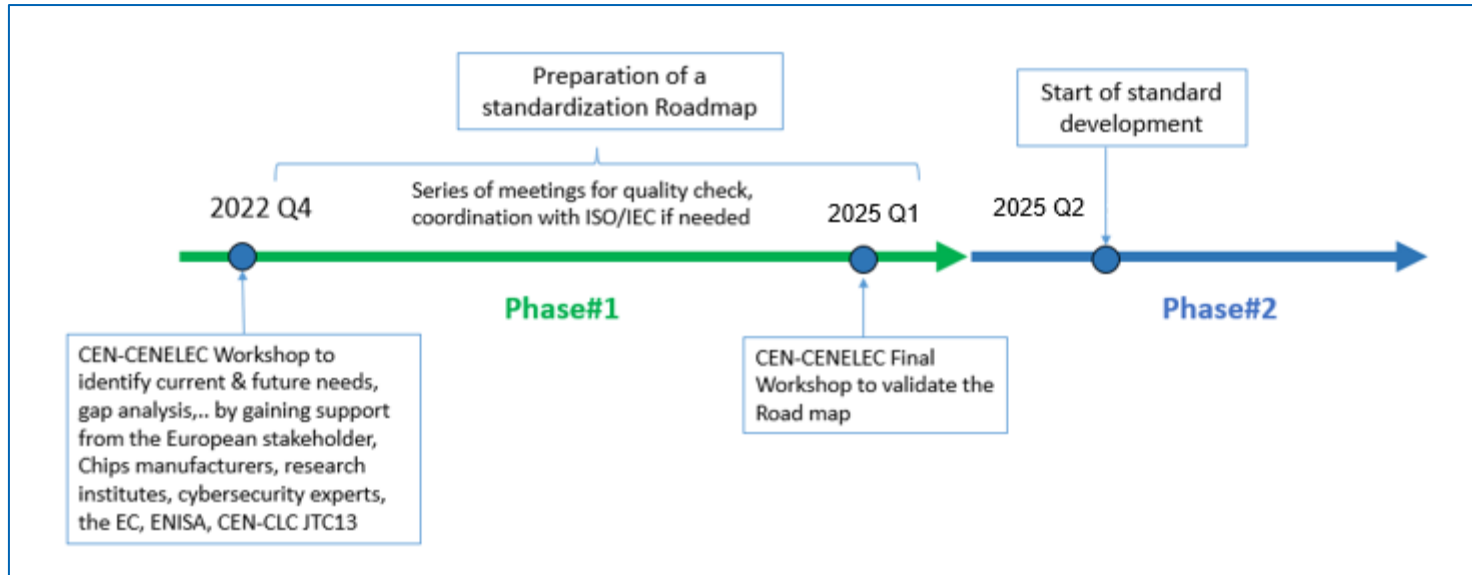 Preparation of a
standardization Roadmap
Start of standard
development
2022 Q4
Series of meetings for quality check,
coordination with ISO/IEC if needed
2025 Q1
2025 Q2
Phase#1
Phase#2
CEN-CENELEC Workshop to
identify current & future needs,
gap analysis,.. by gaining support
from the European stakeholder,
Chips manufacturers, research
institutes, cybersecurity experts,
the EC, ENISA, CEN-CLC JTC13
CEN-CENELEC Final
Workshop to validate the
Road map